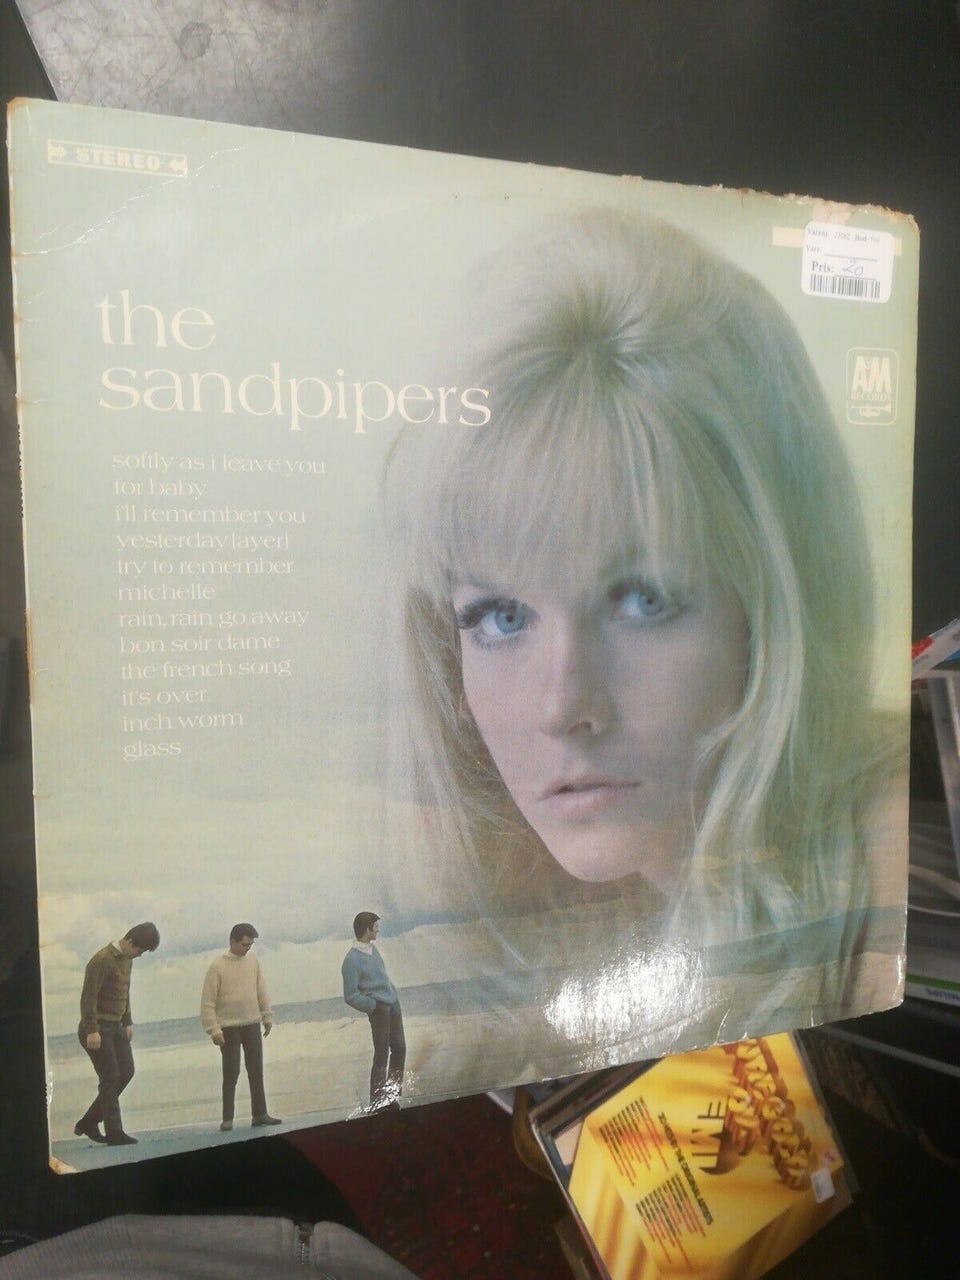 STEREO
Pris: 20
A&M
RECORDS
the
sandpipers
softly as i leave you
for baby
i'll remember you
yesterday [ayer]
try to remember
michelle
rain, rain go away
bon soir dame
the french song
it's over
inch worm
glass
EMI